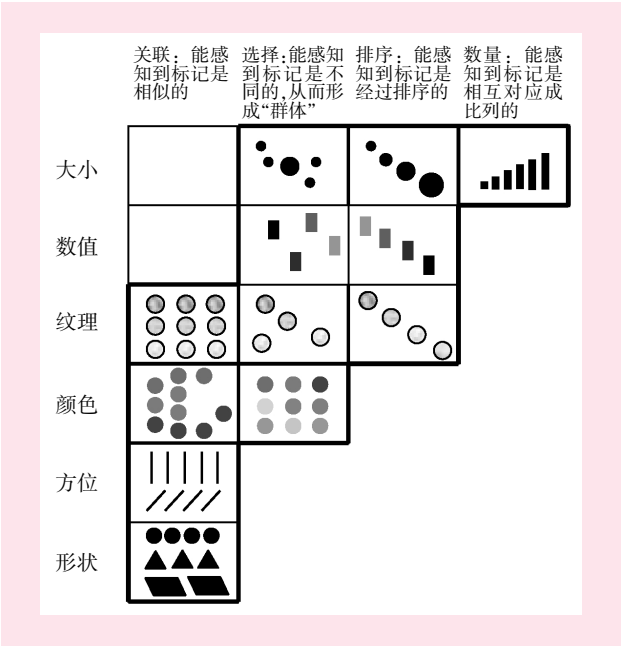 关联：能感
知到标记是
相似的
选择:能感知
到标记是不
同的,从而形
成“群体”
排序：能感
知到标记是
经过排序的
数量：能感
知到标记是
相互对应成
比列的
大小
数值
纹理
颜色
方位
形状